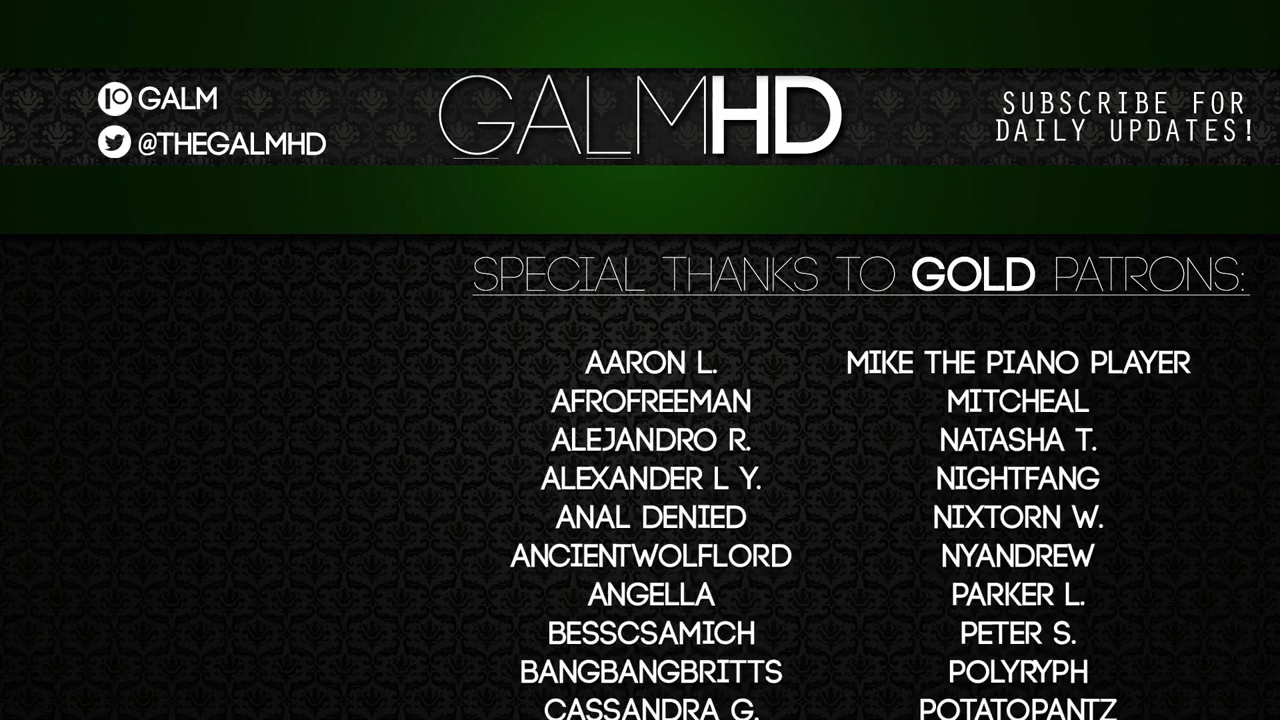 GALM
@THEGALMHD
GALMHD
SUBSCRIBE FOR
DAILY UPDATES!
SPECIAL THANKS TO GOLD PATRONS:
AARON L.
AFROFREEMAN
ALEJANDRO R.
ALEXANDER L Y.
ANAL DENIED
ANCIENTWOLFLORD
ANGELLA
BESSCSAMICH
BANGBANGBRITTS
CASSANDRA G.
MIKE THE PIANO PLAYER
MITCHEAL
NATASHA T.
NIGHTFANG
NIXTORN W.
NYANDREW
PARKER L.
PETER S.
POLYRYPH
POTATOPANTZ